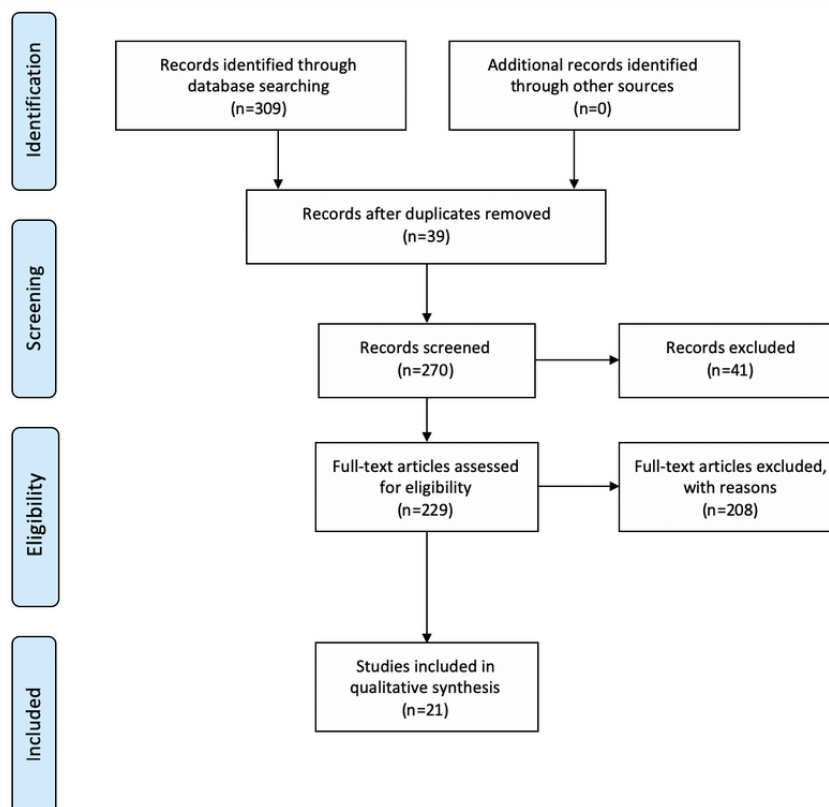 Identification
Records identified through
database searching
(n=309)
Additional records identified
through other sources
(n=0)
Records after duplicates removed
(n=39)
Screening
Records screened
(n=270)
Records excluded
(n=41)
Eligibility
Full-text articles assessed
for eligibility
(n=229)
Full-text articles excluded,
with reasons
(n=208)
Included
Studies included in
qualitative synthesis
(n=21)